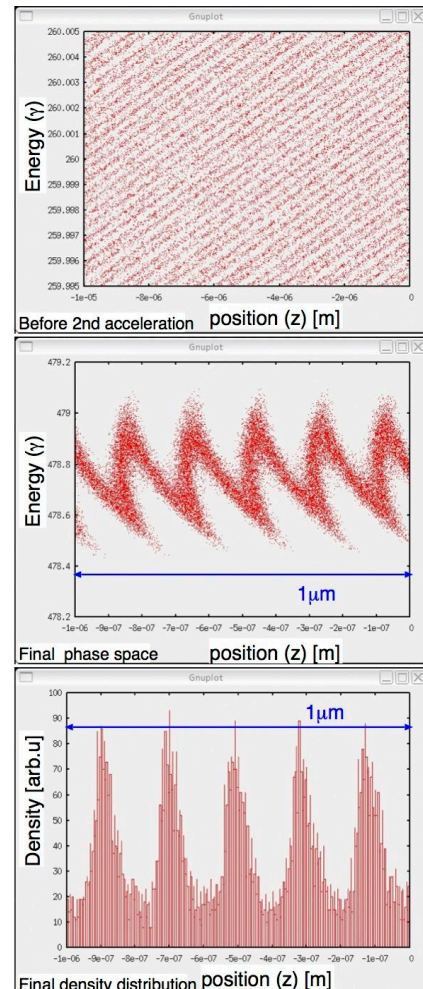 Gnuplot
260.005
260.004
260.003
260.002
260.001
260
259.999
259.998
259.997
259.996
259.995
Energy (γ)
-1e-05 -8e-06 -6e-06 -4e-06 -2e-06 0
Before 2nd acceleration position (z) [m]
Gnuplot
479.2
479
478.8
478.6
478.4
478.2
Energy (γ)
1μm
-1e-06 -9e-07 -8e-07 -7e-07 -6e-07 -5e-07 -4e-07 -3e-07 -2e-07 -1e-07 0
Final phase space position (z) [m]
Gnuplot
100
90
80
70
60
50
40
30
20
10
0
Density [arb.u]
1μm
-1e-06 -9e-07 -8e-07 -7e-07 -6e-07 -5e-07 -4e-07 -3e-07 -2e-07 -1e-07 0
Final density distribution position (z) [m]